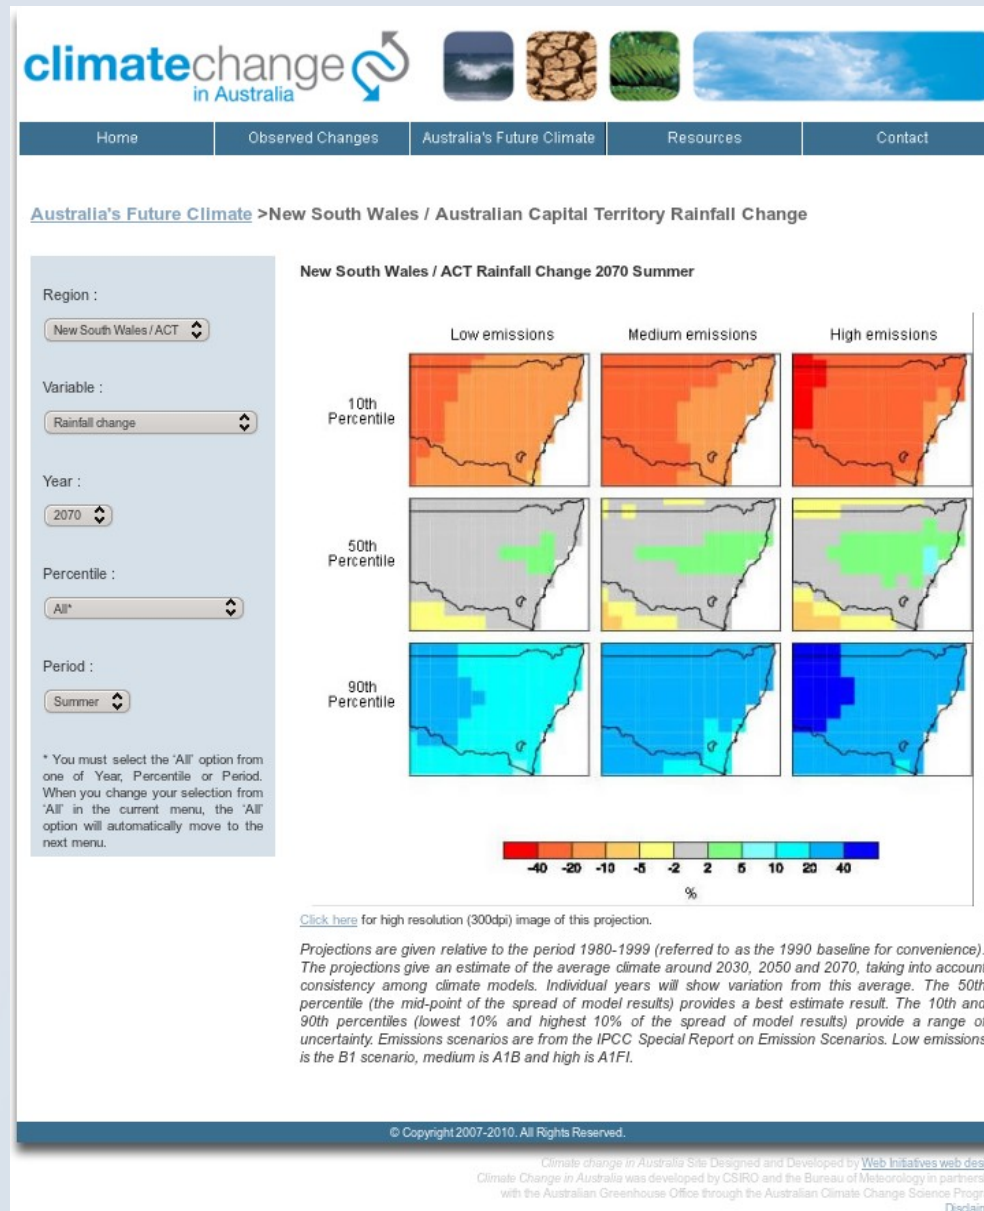 climatechange
in Australia
Home
Observed Changes
Australia's Future Climate
Resources
Contact
Australia's Future Climate >New South Wales / Australian Capital Territory Rainfall Change
Region :
New South Wales / ACT
Variable :
Rainfall change
Year :
2070
Percentile :
All*
Period :
Summer
* You must select the 'All' option from
one of Year, Percentile or Period.
When you change your selection from
'All' in the current menu, the 'All'
option will automatically move to the
next menu.
New South Wales / ACT Rainfall Change 2070 Summer
Low emissions
Medium emissions
High emissions
10th
Percentile
50th
Percentile
90th
Percentile
-40 -20 -10 -5 -2 2 5 10 20 40
%
Click here for high resolution (300dpi) image of this projection.
Projections are given relative to the period 1980-1999 (referred to as the 1990 baseline for convenience).
The projections give an estimate of the average climate around 2030, 2050 and 2070, taking into account
consistency among climate models. Individual years will show variation from this average. The 50th
percentile (the mid-point of the spread of model results) provides a best estimate result. The 10th and
90th percentiles (lowest 10% and highest 10% of the spread of model results) provide a range of
uncertainty. Emissions scenarios are from the IPCC Special Report on Emission Scenarios. Low emissions
is the B1 scenario, medium is A1B and high is A1FI.
© Copyright 2007-2010. All Rights Reserved.
Climate change in Australia Site Designed and Developed by Web Initiatives web
Climate Change in Australia was developed by CSIRO and the Bureau of Meteorology in
with the Australian Greenhouse Office through the Australian Climate Change Science